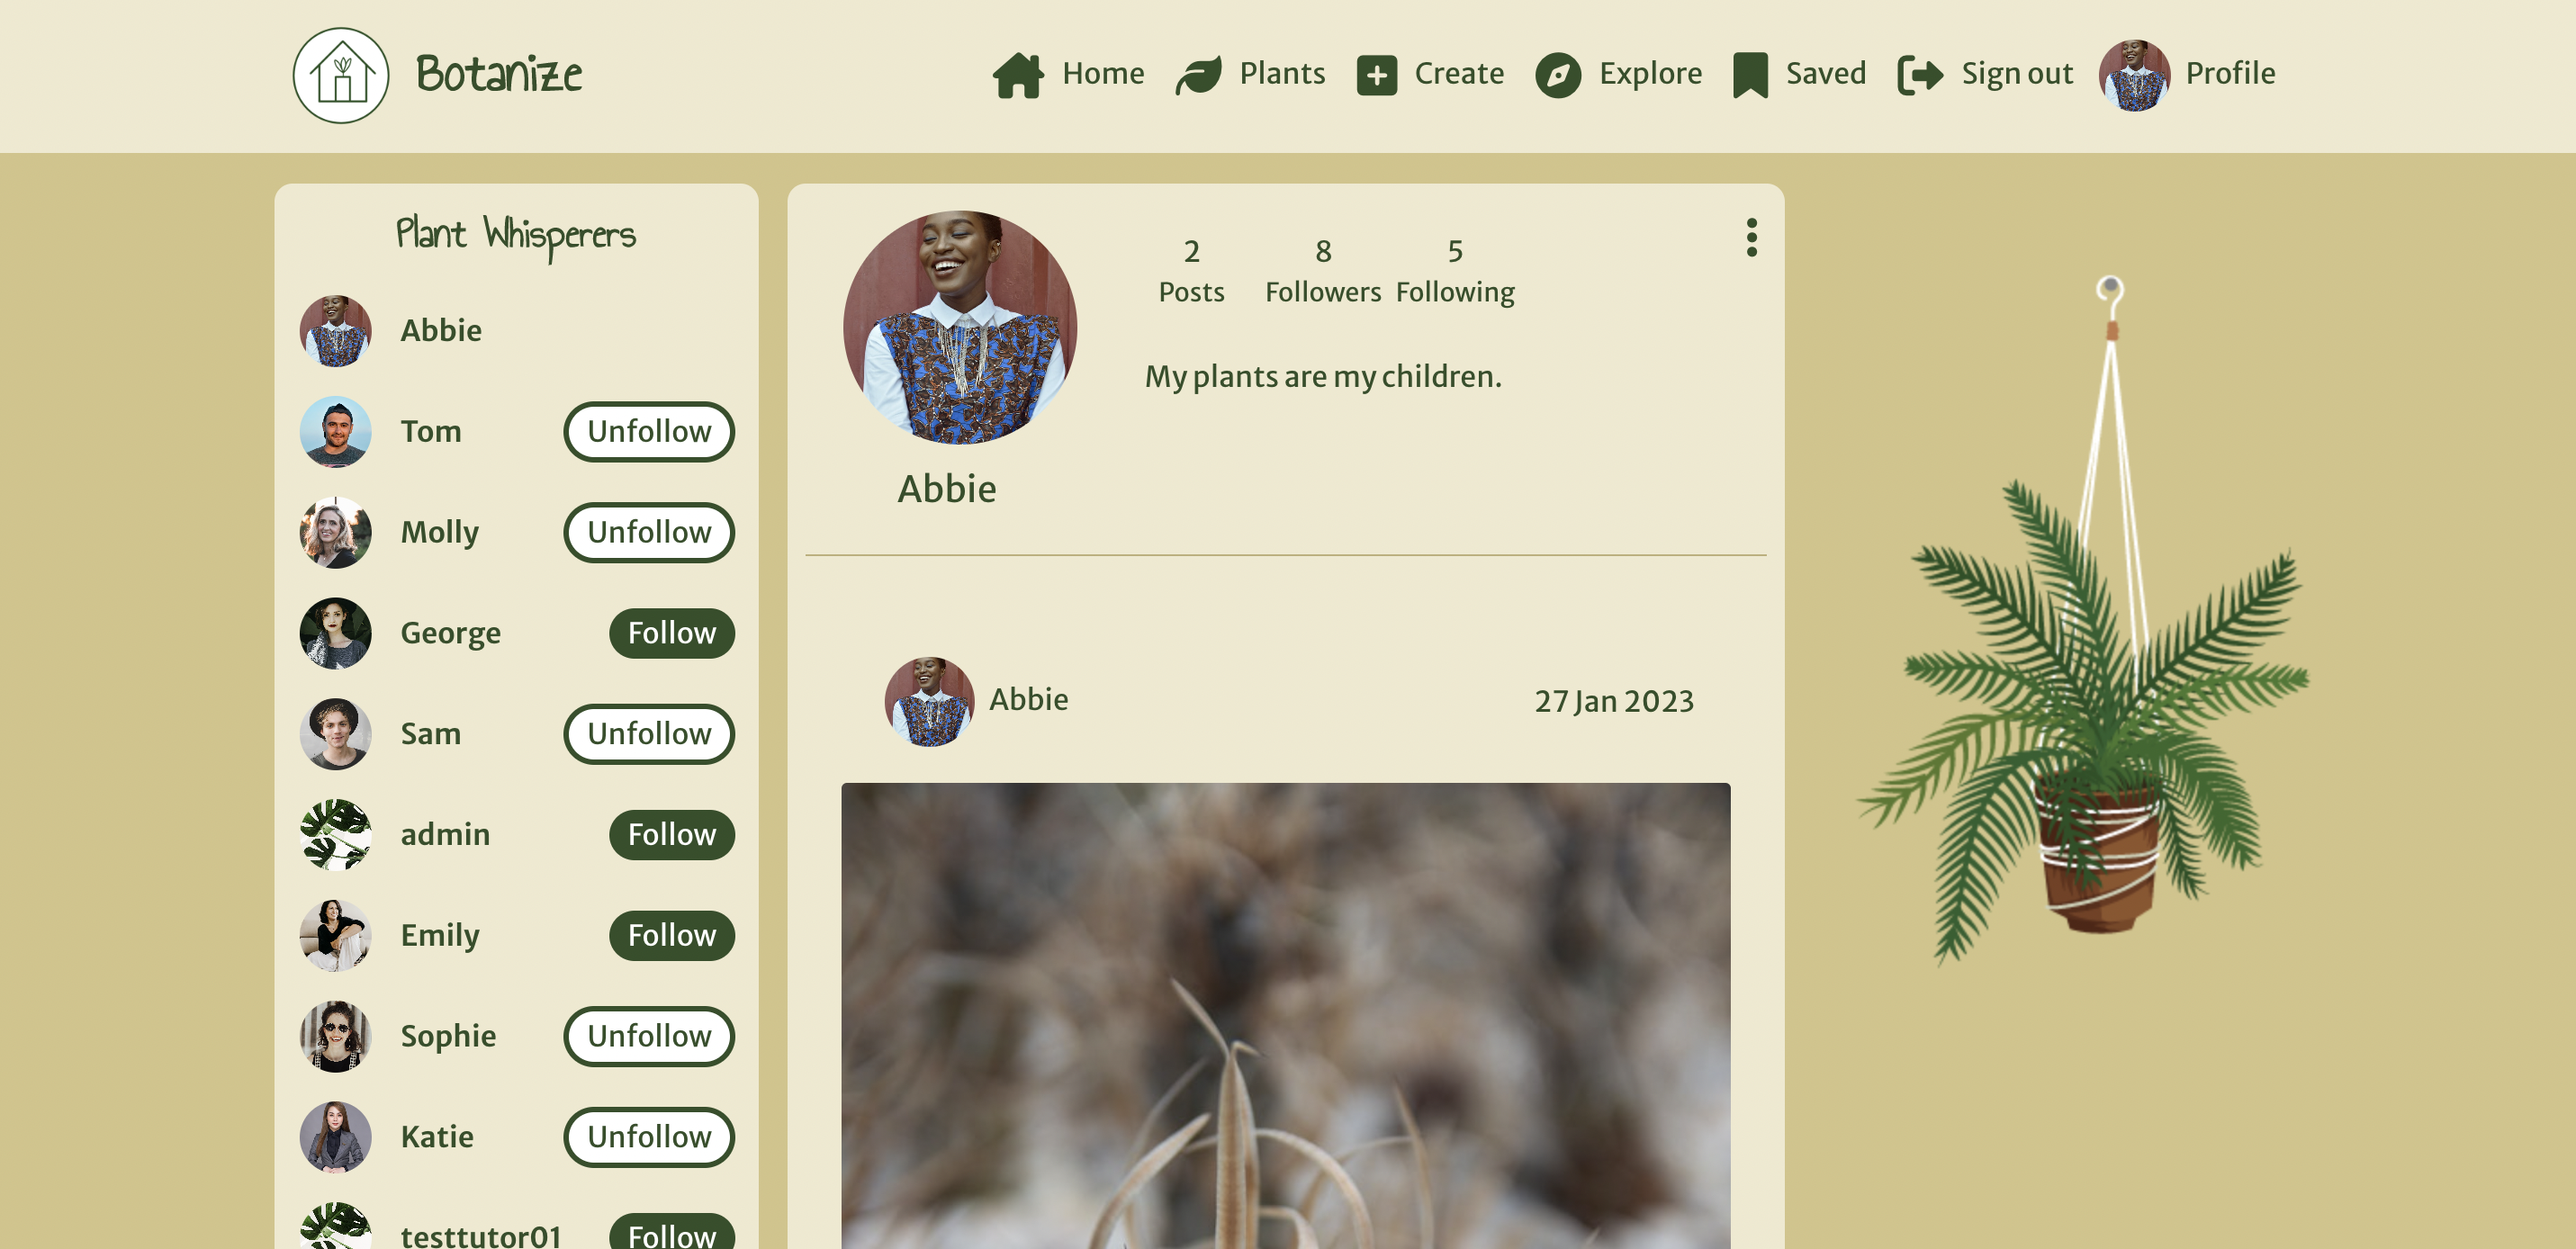 Botanize
Home Plants Create Explore Saved Sign out Profile
Plant Whisperers
Abbie
Tom Unfollow
Molly Unfollow
George Follow
Sam Unfollow
admin Follow
Emily Follow
Sophie Unfollow
Katie Unfollow
testtutor01 Follow
2 8 5
Posts Followers Following
My plants are my children.
Abbie
Abbie 27 Jan 2023